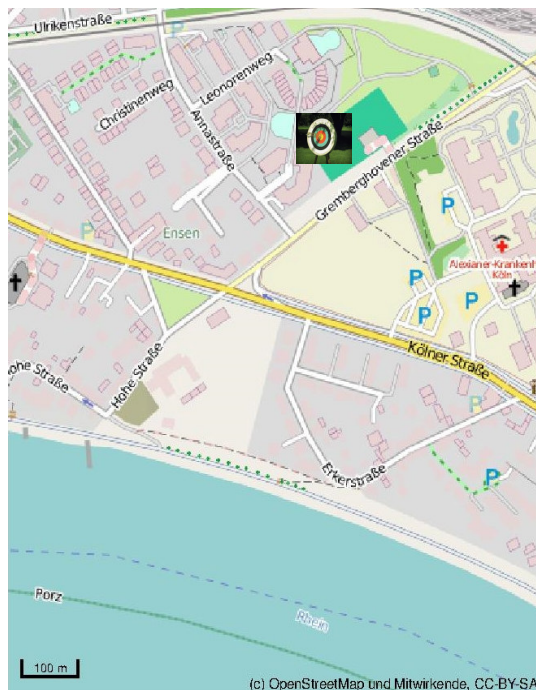 Ulrikenstraße
P
Leonorenweg
Christinenweg
Annastraße
Gremberghovener Straße
P
Ensen
P
Alexianer-Krankenh
Köln
P
P
P
Kölner Straße
Hohe Straße
Hohe Straße
P
Erkerstraße
P
Porz
Rhein
100 m
(c) OpenStreetMap und Mitwirkende, CC-BY-SA